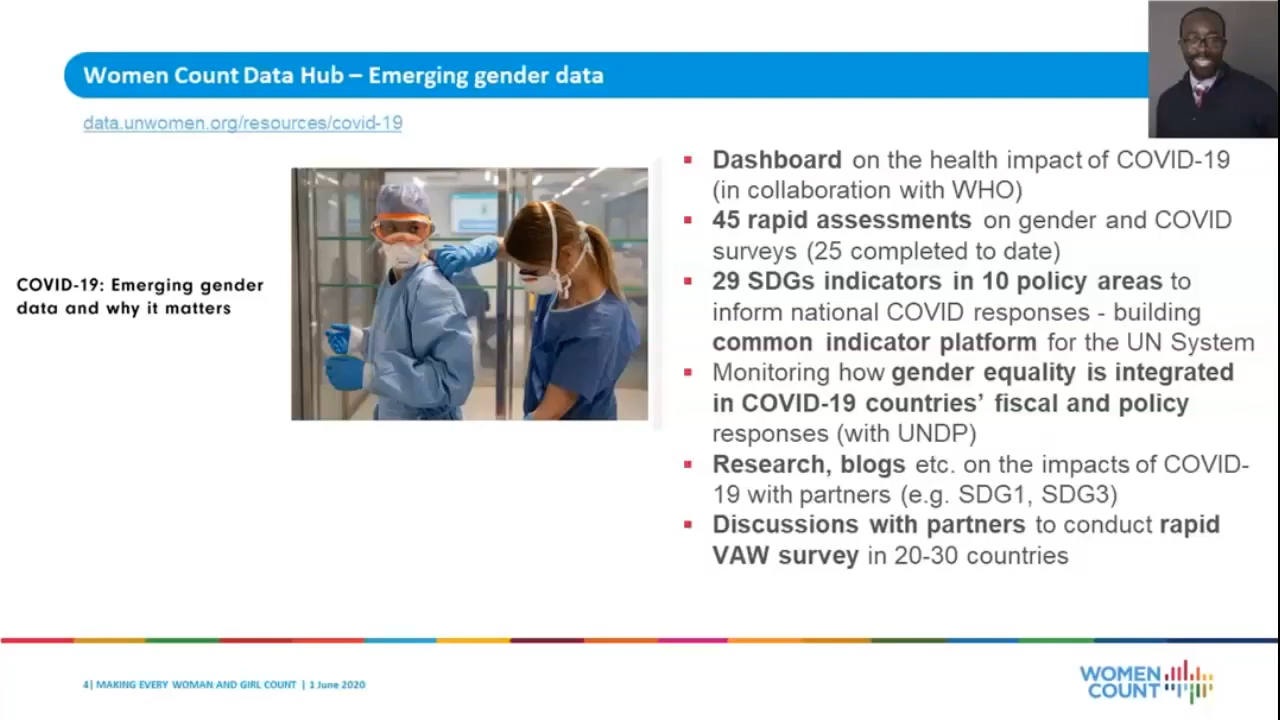 Women Count Data Hub – Emerging gender data
data.unwomen.org/resources/covid-19
COVID-19: Emerging gender
data and why it matters
▪ Dashboard on the health impact of COVID-19
(in collaboration with WHO)
▪ 45 rapid assessments on gender and COVID
surveys (25 completed to date)
▪ 29 SDGs indicators in 10 policy areas to
inform national COVID responses - building
common indicator platform for the UN System
▪ Monitoring how gender equality is integrated
in COVID-19 countries’ fiscal and policy
responses (with UNDP)
▪ Research, blogs etc. on the impacts of COVID-
19 with partners (e.g. SDG1, SDG3)
▪ Discussions with partners to conduct rapid
VAW survey in 20-30 countries
4| MAKING EVERY WOMAN AND GIRL COUNT | 1 June 2020
WOMEN
COUNT